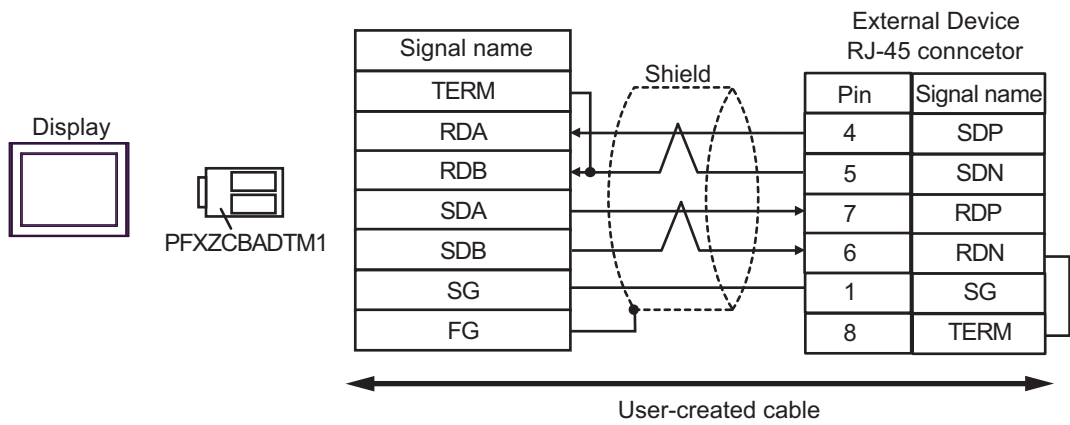 External Device
RJ-45 conncetor
Signal name
Shield
TERM
Pin
Signal name
Display
RDA
4
SDP
RDB
5
SDN
SDA
7
RDP
PFXZCBADTM1
SDB
6
RDN
SG
1
SG
FG
8
TERM
User-created cable